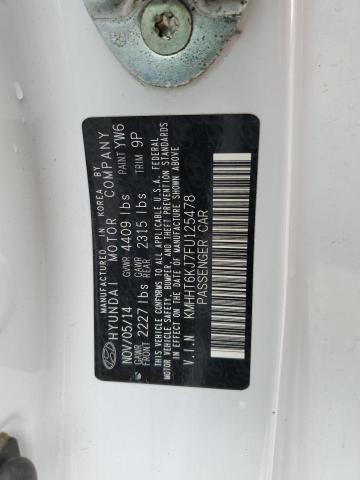 MANUFACTURED IN KOREA BY
HYUNDAI MOTOR COMPANY
NOV/05/14 GVWR 4409 lbs PAINT YW6
GAWR FRONT 2227 lbs GAWR REAR 2315 lbs TRIM 9P
THIS VEHICLE CONFORMS TO ALL APPLICABLE U.S.A. FEDERAL
MOTOR VEHICLE SAFETY, BUMPER, AND THEFT PREVENTION STANDARDS
IN EFFECT ON THE DATE OF MANUFACTURE SHOWN ABOVE
V.I.N KMHHT6KJ7FU125478
PASSENGER CAR